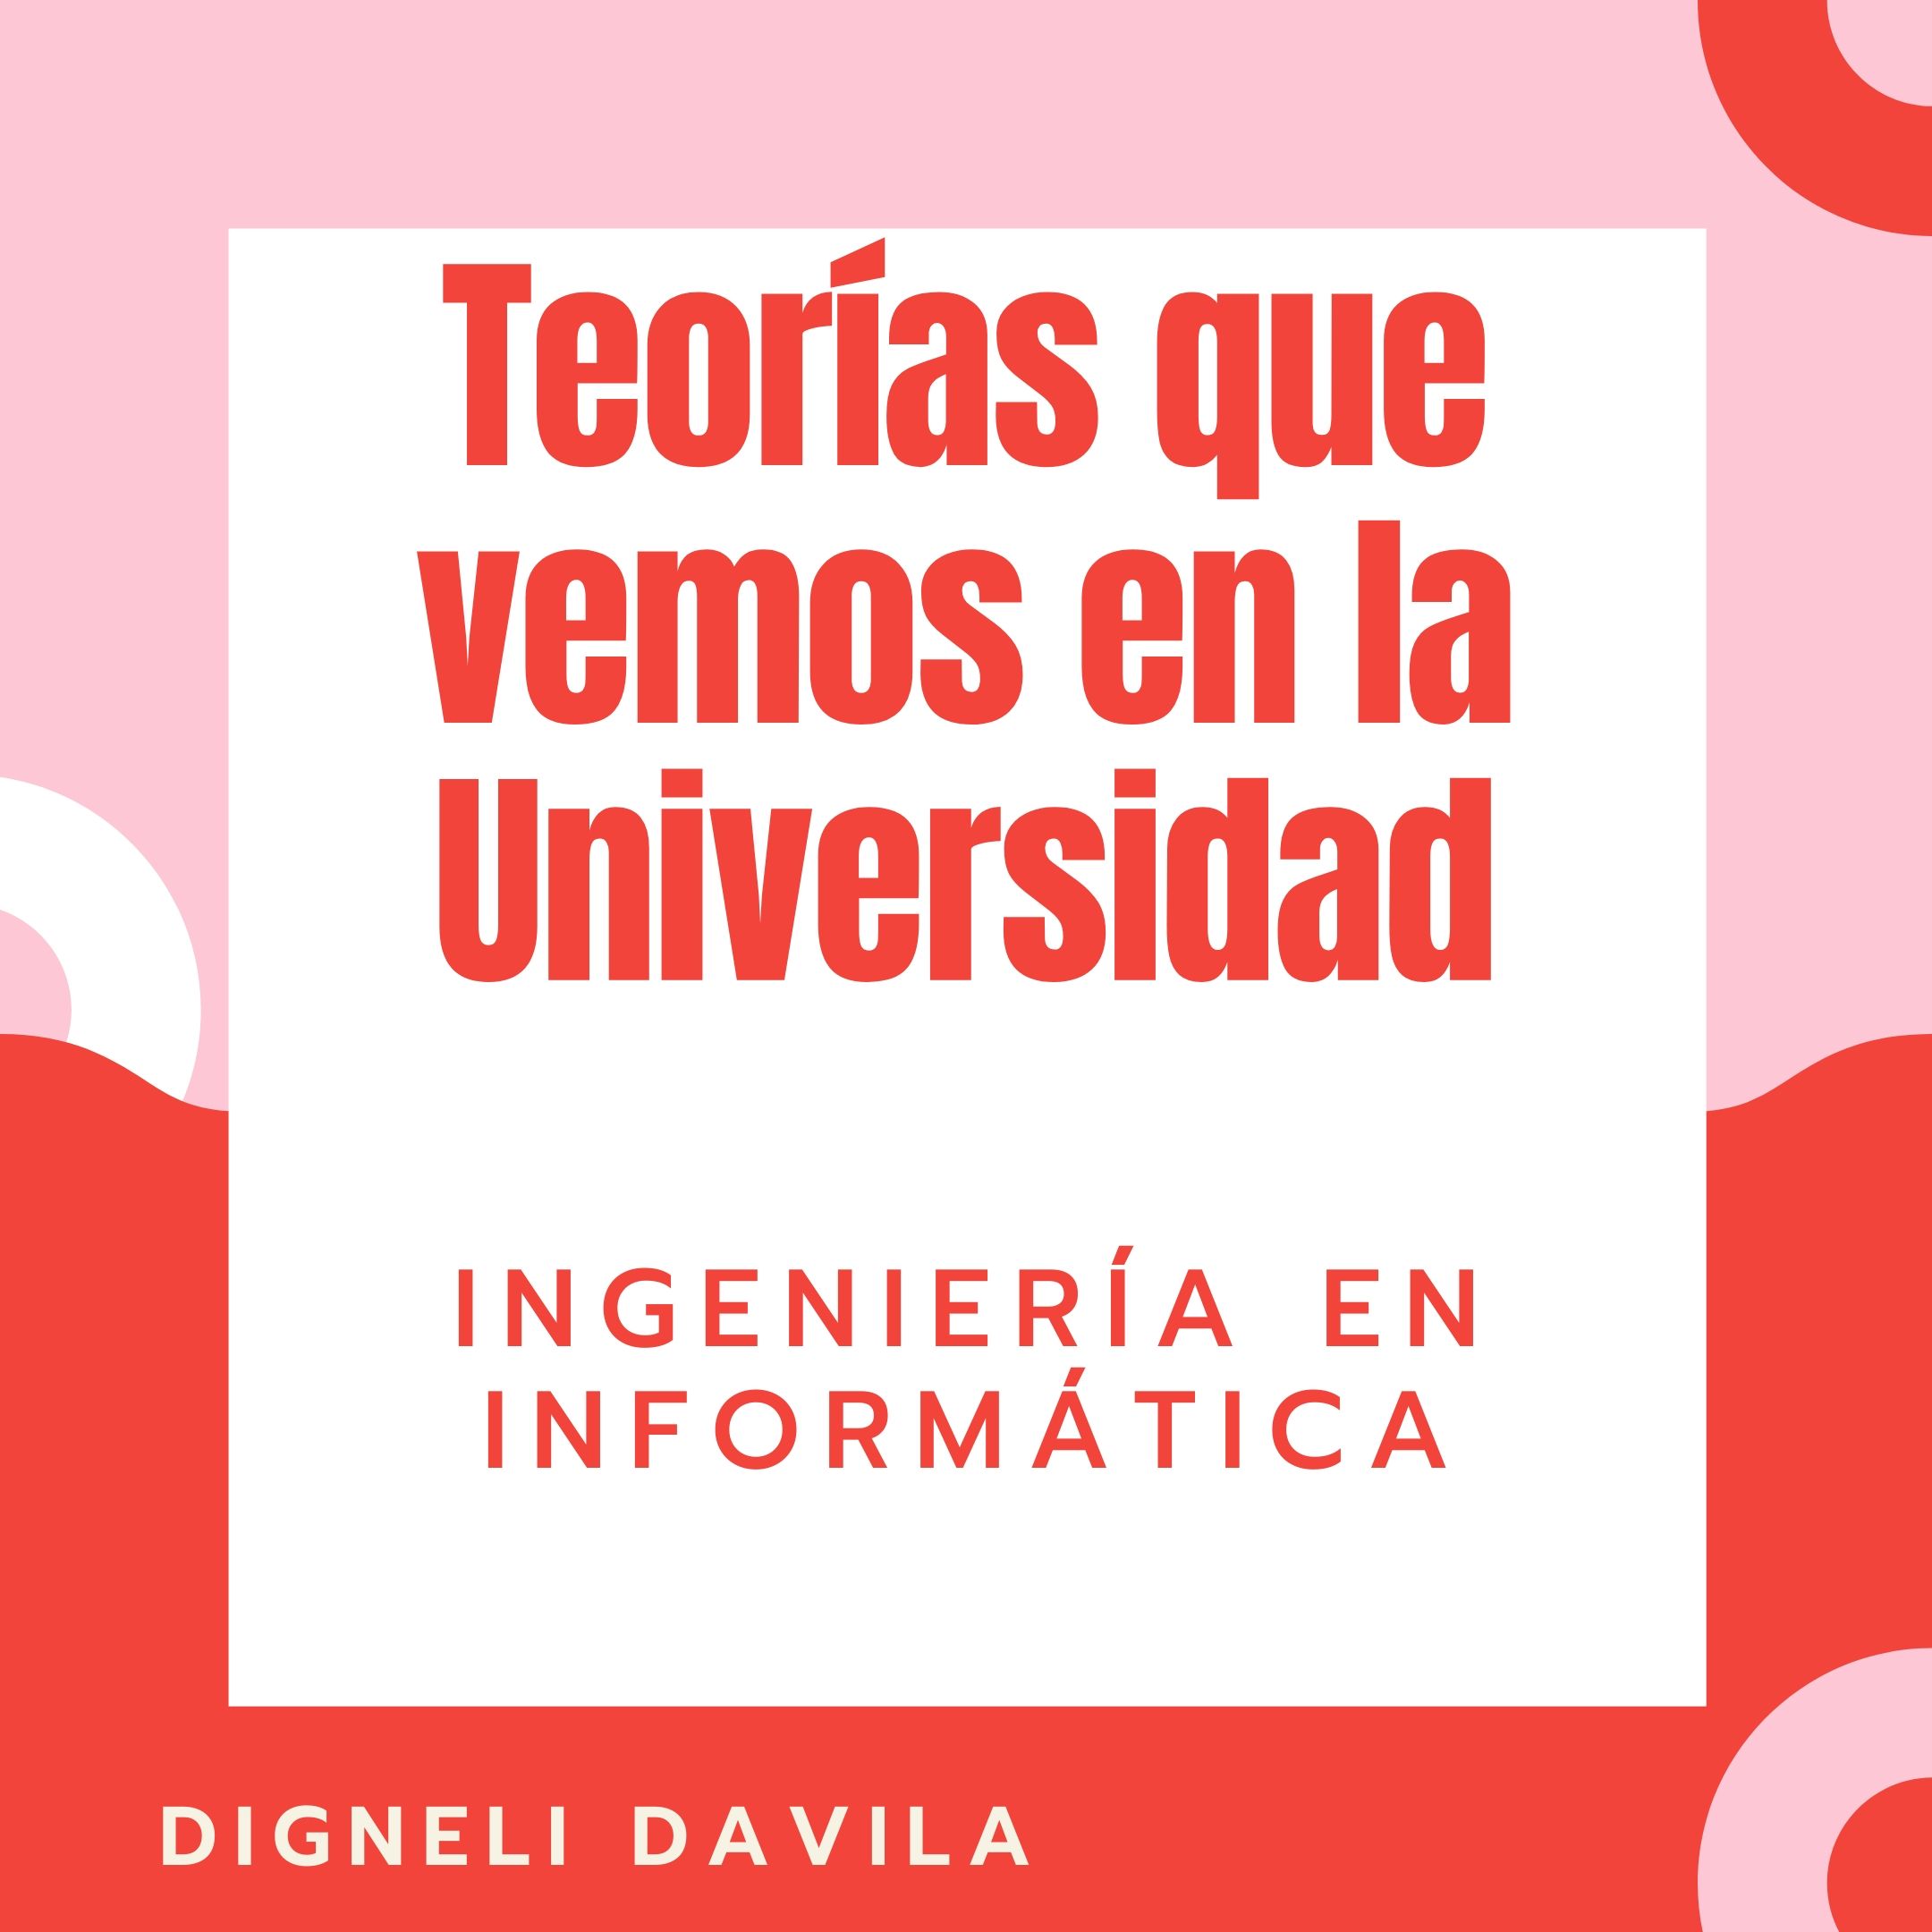 Teorías que
vemos en la
Universidad
INGENIERÍA EN
INFORMÁTICA
DIGNELI DAVILA